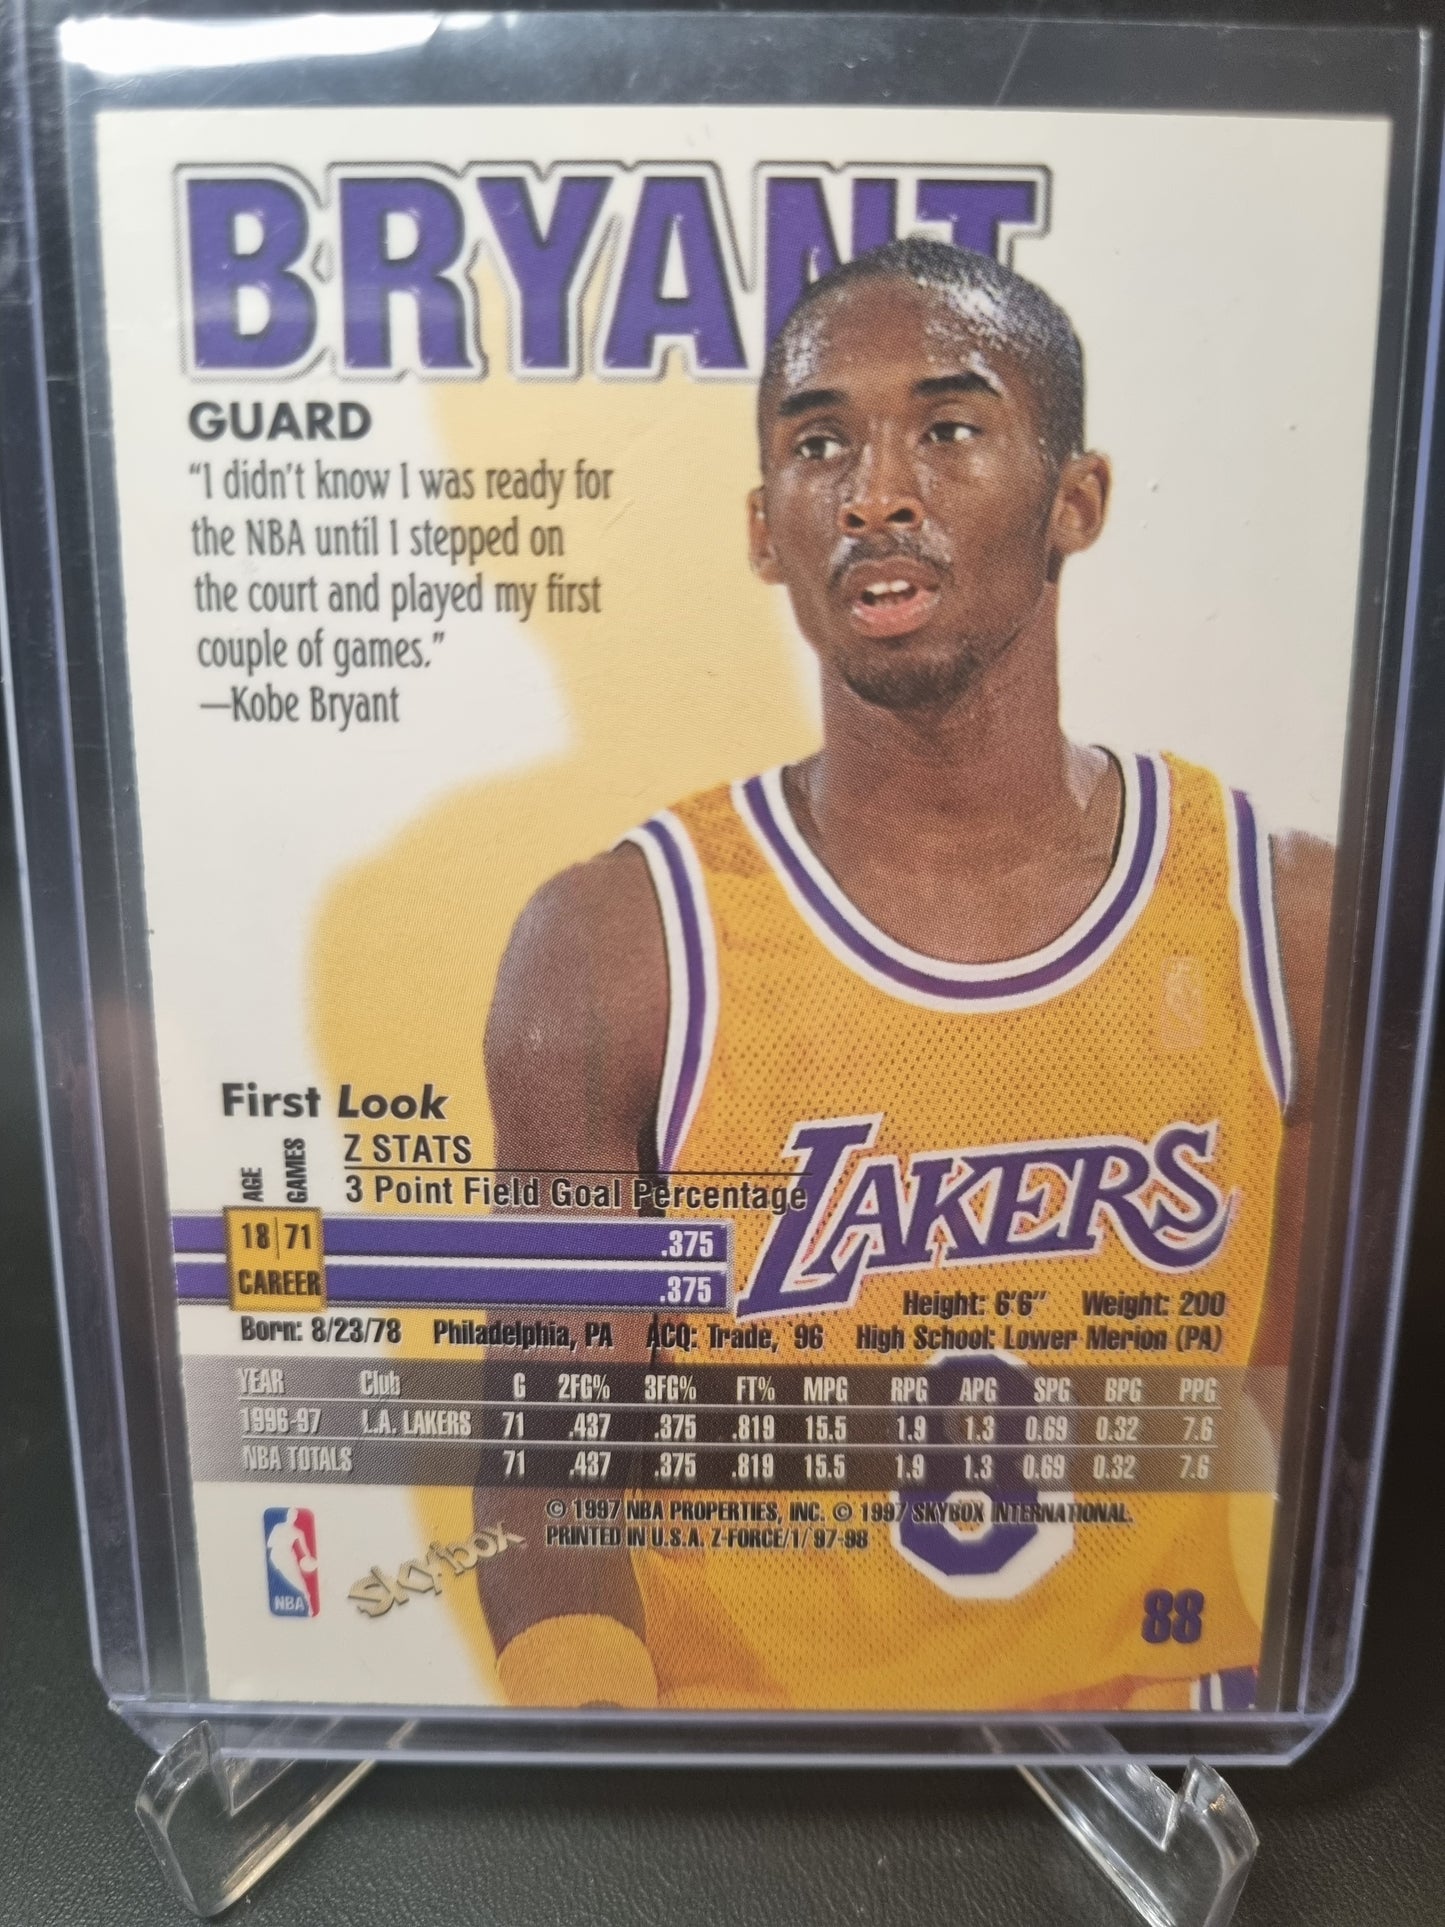 BRYANT
GUARD
“I didn’t know I was ready for
the NBA until I stepped on
the court and played my first
couple of games.”
—Kobe Bryant
First Look
AGE GAMES Z STATS
3 Point Field Goal Percentage
18 71 .375
CAREER .375
LAKERS
Height: 6’6” Weight: 200
Born: 8/23/78 Philadelphia, PA ACQ: Trade, `96 High School: Lower Merion (PA)
YEAR Club G 2FG% 3FG% FT% MPG RPG APG SPG BPG PPG
1996-97 L.A. LAKERS 71 .437 .375 .819 15.5 1.9 1.3 0.69 0.32 7.6
NBA TOTALS 71 .437 .375 .819 15.5 1.9 1.3 0.69 0.32 7.6
8
© 1997 NBA PROPERTIES, INC. © 1997 SKYBOX INTERNATIONAL.
PRINTED IN U.S.A. Z-FORCE/1/ 97-98
NBA
Skybox
88